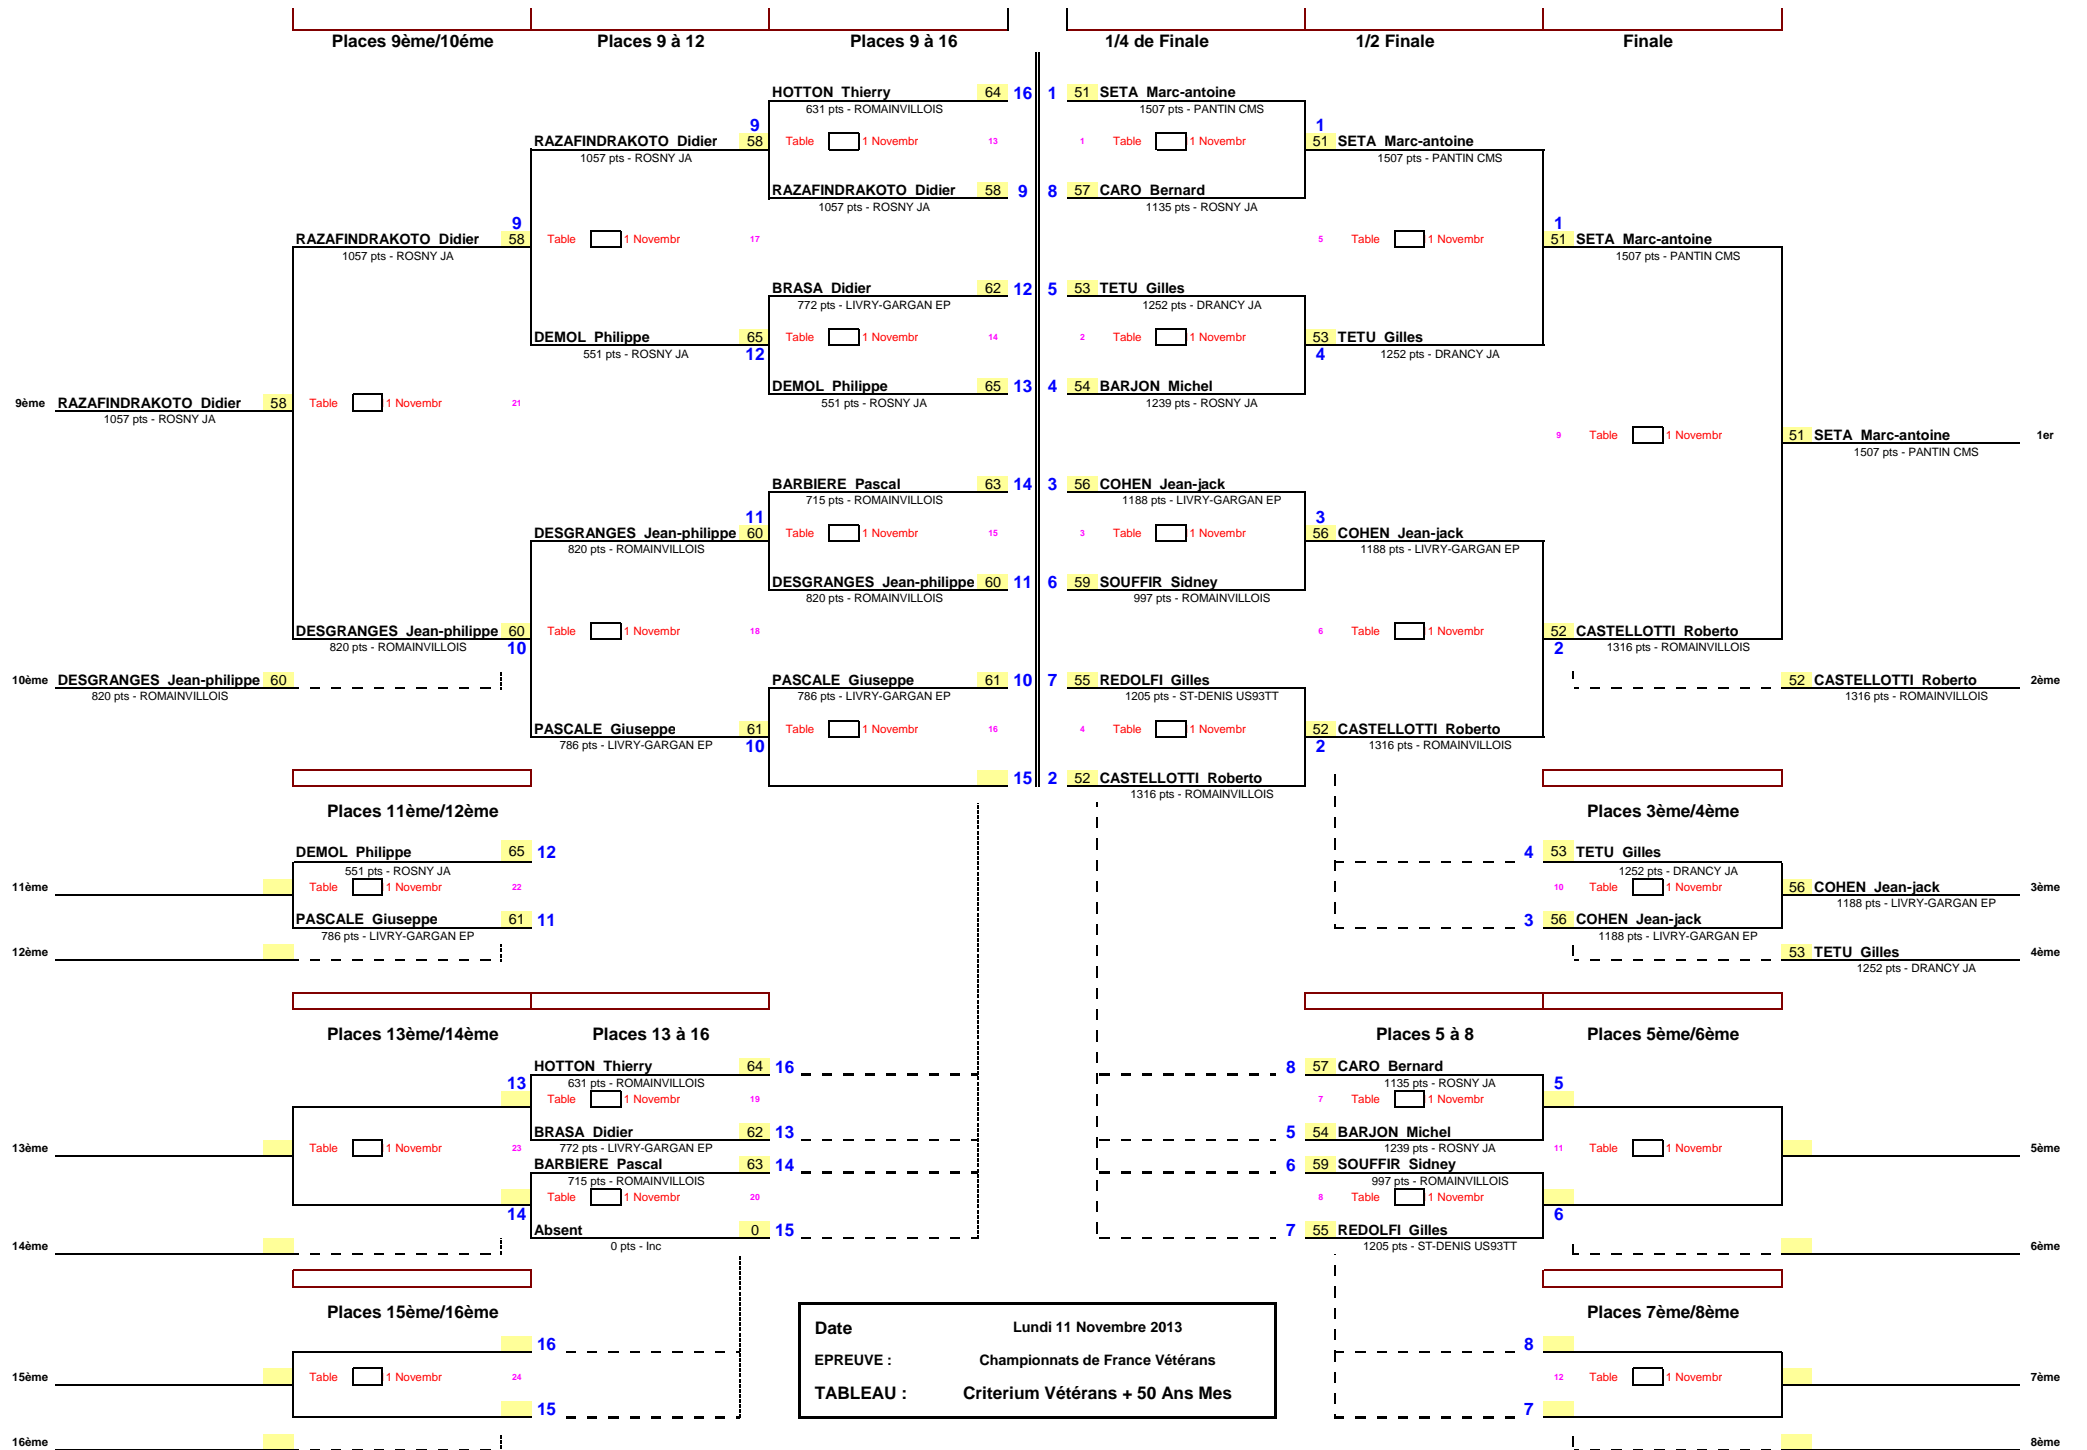 Places 9ème/10éme Places 9 à 12 Places 9 à 16 1/4 de Finale 1/2 Finale Finale
HOTTON Thierry 64 16 1 51 SETA Marc-antoine
631 pts - ROMAINVILLOIS 1507 pts - PANTIN CMS
9 1
RAZAFINDRAKOTO Didier 58 Table 1 Novembr 13 1 Table 1 Novembr 51 SETA Marc-antoine
1057 pts - ROSNY JA 1507 pts - PANTIN CMS
RAZAFINDRAKOTO Didier 58 9 8 57 CARO Bernard
1057 pts - ROSNY JA 1135 pts - ROSNY JA
9 1
RAZAFINDRAKOTO Didier 58 Table 1 Novembr 17 5 Table 1 Novembr 51 SETA Marc-antoine
1057 pts - ROSNY JA 1507 pts - PANTIN CMS
BRASA Didier 62 12 5 53 TETU Gilles
772 pts - LIVRY-GARGAN EP 1252 pts - DRANCY JA
DEMOL Philippe 65 Table 1 Novembr 14 2 Table 1 Novembr 53 TETU Gilles
551 pts - ROSNY JA 12 4 1252 pts - DRANCY JA
DEMOL Philippe 65 13 4 54 BARJON Michel
551 pts - ROSNY JA 1239 pts - ROSNY JA
9ème RAZAFINDRAKOTO Didier 58 Table 1 Novembr 21
1057 pts - ROSNY JA
9 Table 1 Novembr 51 SETA Marc-antoine 1er
1507 pts - PANTIN CMS
BARBIERE Pascal 63 14 3 56 COHEN Jean-jack
715 pts - ROMAINVILLOIS 1188 pts - LIVRY-GARGAN EP
11 3
DESGRANGES Jean-philippe 60 Table 1 Novembr 15 3 Table 1 Novembr 56 COHEN Jean-jack
820 pts - ROMAINVILLOIS 1188 pts - LIVRY-GARGAN EP
DESGRANGES Jean-philippe 60 11 6 59 SOUFFIR Sidney
820 pts - ROMAINVILLOIS 997 pts - ROMAINVILLOIS
DESGRANGES Jean-philippe 60 Table 1 Novembr 18 6 Table 1 Novembr 52 CASTELLOTTI Roberto
820 pts - ROMAINVILLOIS 10 2 1316 pts - ROMAINVILLOIS
10ème DESGRANGES Jean-philippe 60 PASCALE Giuseppe 61 10 7 55 REDOLFI Gilles 52 CASTELLOTTI Roberto 2ème
820 pts - ROMAINVILLOIS 786 pts - LIVRY-GARGAN EP 1205 pts - ST-DENIS US93TT 1316 pts - ROMAINVILLOIS
PASCALE Giuseppe 61 Table 1 Novembr 16 4 Table 1 Novembr 52 CASTELLOTTI Roberto
786 pts - LIVRY-GARGAN EP 10 2 1316 pts - ROMAINVILLOIS
15 2 52 CASTELLOTTI Roberto
1316 pts - ROMAINVILLOIS
Places 11ème/12ème Places 3ème/4ème
DEMOL Philippe 65 12 4 53 TETU Gilles
551 pts - ROSNY JA 1252 pts - DRANCY JA
11ème Table 1 Novembr 22 10 Table 1 Novembr 56 COHEN Jean-jack 3ème
1188 pts - LIVRY-GARGAN EP
PASCALE Giuseppe 61 11 3 56 COHEN Jean-jack
786 pts - LIVRY-GARGAN EP 1188 pts - LIVRY-GARGAN EP
12ème 53 TETU Gilles 4ème
1252 pts - DRANCY JA
Places 13ème/14ème Places 13 à 16 Places 5 à 8 Places 5ème/6ème
HOTTON Thierry 64 16 8 57 CARO Bernard
13 631 pts - ROMAINVILLOIS 1135 pts - ROSNY JA 5
Table 1 Novembr 19 7 Table 1 Novembr
BRASA Didier 62 13 5 54 BARJON Michel
13ème Table 1 Novembr 23 772 pts - LIVRY-GARGAN EP 1239 pts - ROSNY JA 11 Table 1 Novembr 5ème
BARBIERE Pascal 63 14 6 59 SOUFFIR Sidney
715 pts - ROMAINVILLOIS 997 pts - ROMAINVILLOIS
Table 1 Novembr 20 8 Table 1 Novembr
14 6
Absent 0 15 7 55 REDOLFI Gilles
14ème 0 pts - Inc 1205 pts - ST-DENIS US93TT 6ème
Places 15ème/16ème Places 7ème/8ème
Date Lundi 11 Novembre 2013
16 8
EPREUVE : Championnats de France Vétérans
15ème Table 1 Novembr 24 12 Table 1 Novembr 7ème
TABLEAU : Criterium Vétérans + 50 Ans Mes
15 7
16ème 8ème